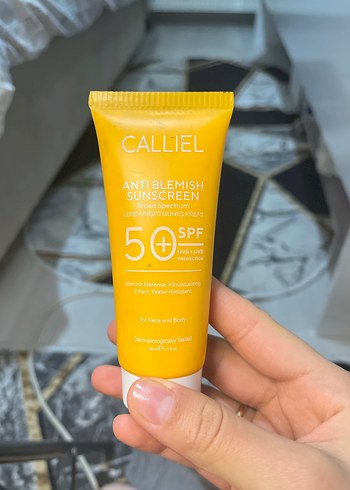 CALLIEL
ANTI BLEMISH
SUNSCREEN
Broad Spectrum
LEKE KARŞITI GÜNEŞ KREMİ
50+ SPF
UVA + UVB
PROTECTION
Blemish Defense, Moisturizing
Effect, Water Resistant
for Face and Body
Dermatologically Tested